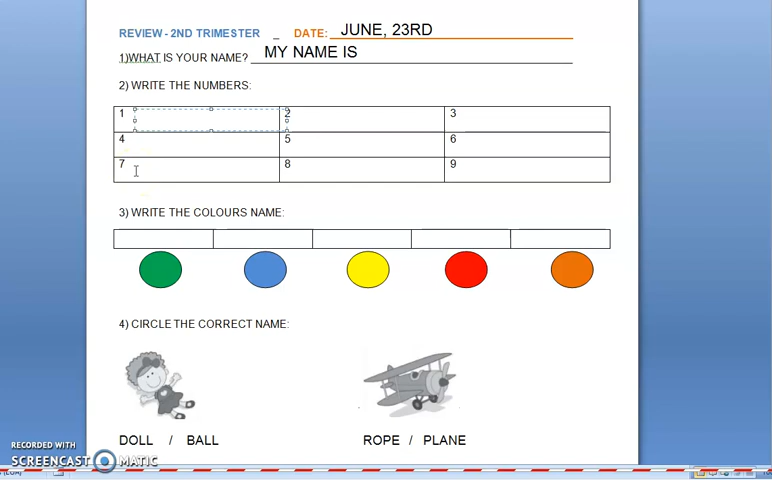 REVIEW - 2ND TRIMESTER _ DATE: JUNE, 23RD
1)WHAT IS YOUR NAME? MY NAME IS
2) WRITE THE NUMBERS:
1 2 3
4 5 6
7 8 9
3) WRITE THE COLOURS NAME:
4) CIRCLE THE CORRECT NAME:
DOLL / BALL ROPE / PLANE
RECORDED WITH
SCREENCAST MATIC